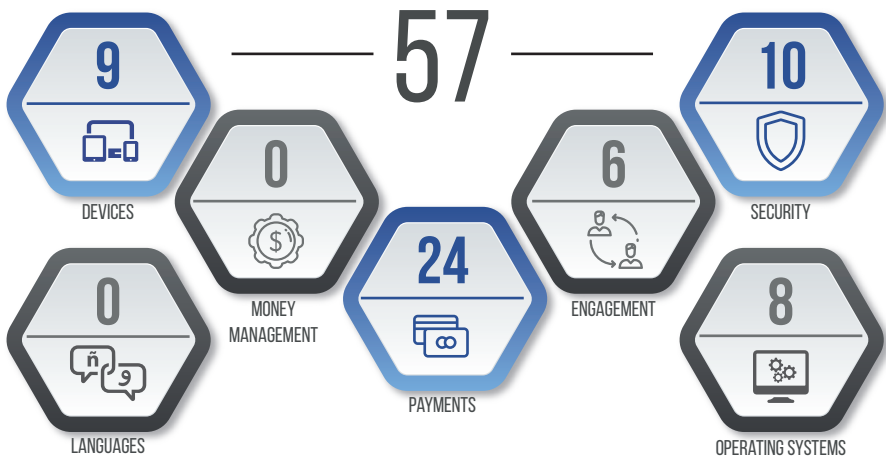 57
9
DEVICES
10
SECURITY
0
MONEY
MANAGEMENT
$
6
ENGAGEMENT
24
PAYMENTS
0
ñ
و
LANGUAGES
8
OPERATING SYSTEMS